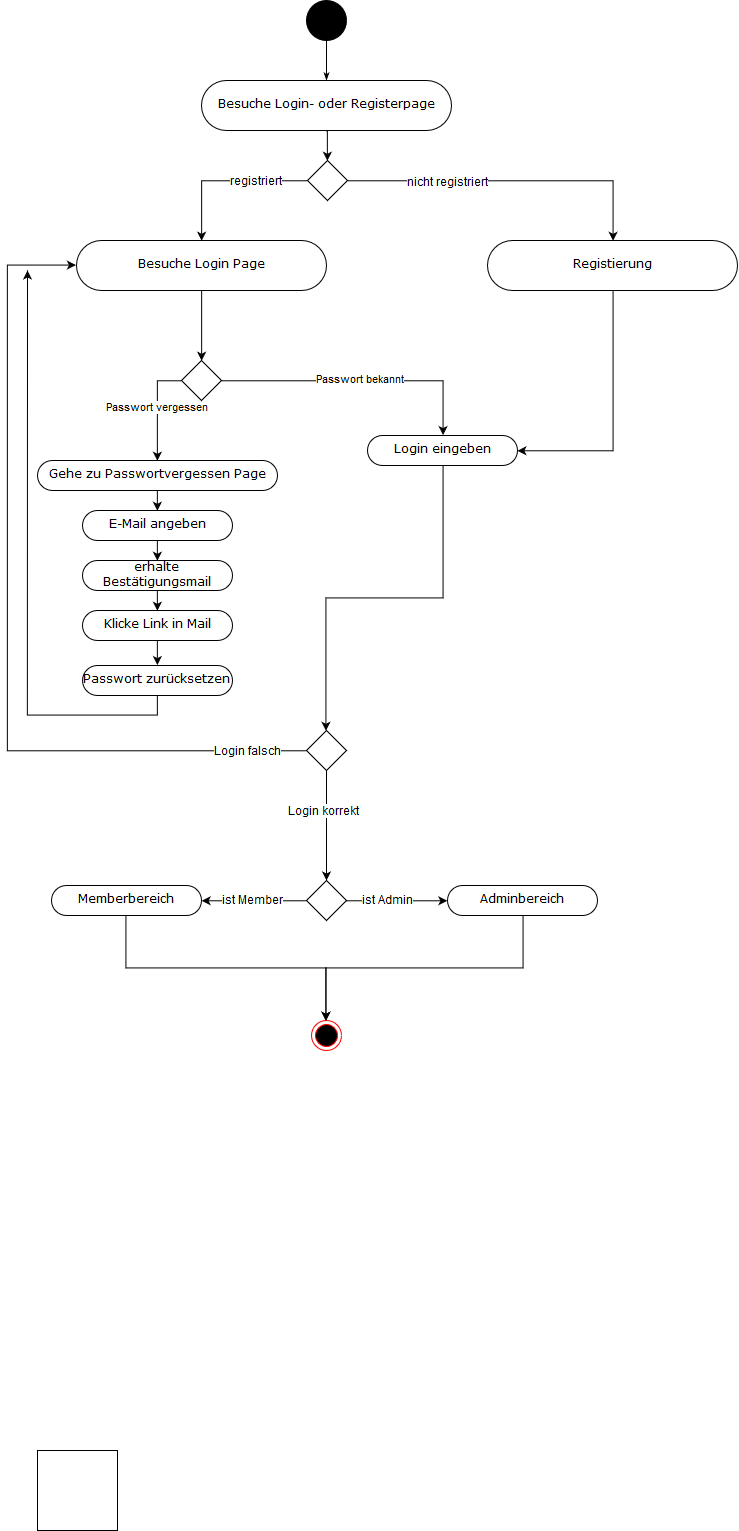 Besuche Login- oder Registerpage
registriert
nicht registriert
Besuche Login Page
Registierung
Passwort bekannt
Passwort vergessen
Login eingeben
Gehe zu Passwortvergessen Page
E-Mail angeben
erhalte
Bestätigungsmail
Klicke Link in Mail
Passwort zurücksetzen
Login falsch
Login korrekt
Memberbereich
ist Member
ist Admin
Adminbereich